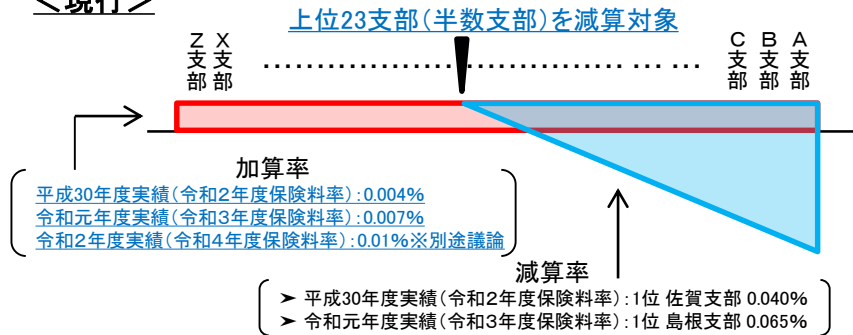 <現行>
上位23支部(半数支部)を減算対象
Z支部
X支部
‥‥‥‥‥‥‥‥‥‥‥‥‥‥‥‥‥‥ … …
C支部
B支部
A支部
加算率
平成30年度実績(令和2年度保険料率):0.004%
令和元年度実績(令和3年度保険料率):0.007%
令和2年度実績(令和4年度保険料率):0.01%※別途議論
減算率
➤ 平成30年度実績(令和2年度保険料率):1位 佐賀支部 0.040%
➤ 令和元年度実績(令和3年度保険料率):1位 島根支部 0.065%